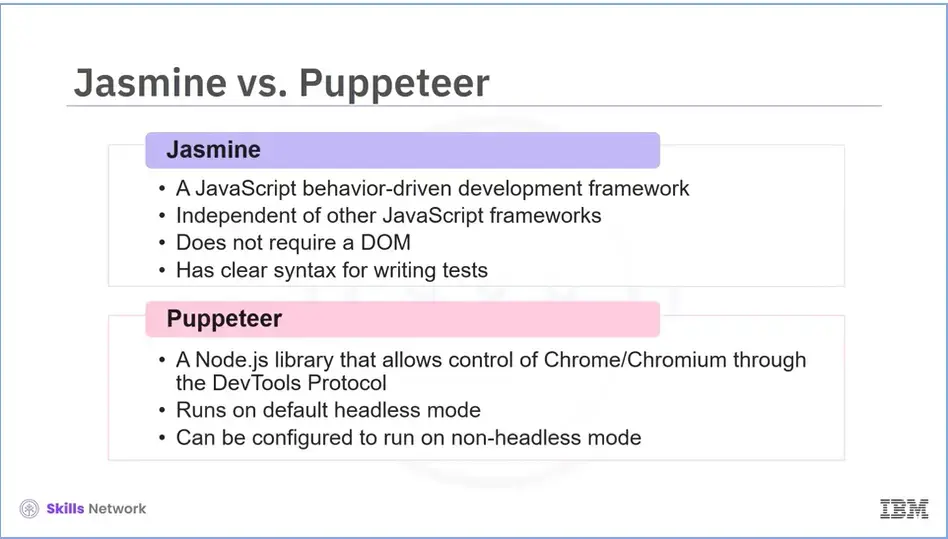 Jasmine vs. Puppeteer
Jasmine
• A JavaScript behavior-driven development framework
• Independent of other JavaScript frameworks
• Does not require a DOM
• Has clear syntax for writing tests
Puppeteer
• A Node.js library that allows control of Chrome/Chromium through
the DevTools Protocol
• Runs on default headless mode
• Can be configured to run on non-headless mode
Skills Network
IBM